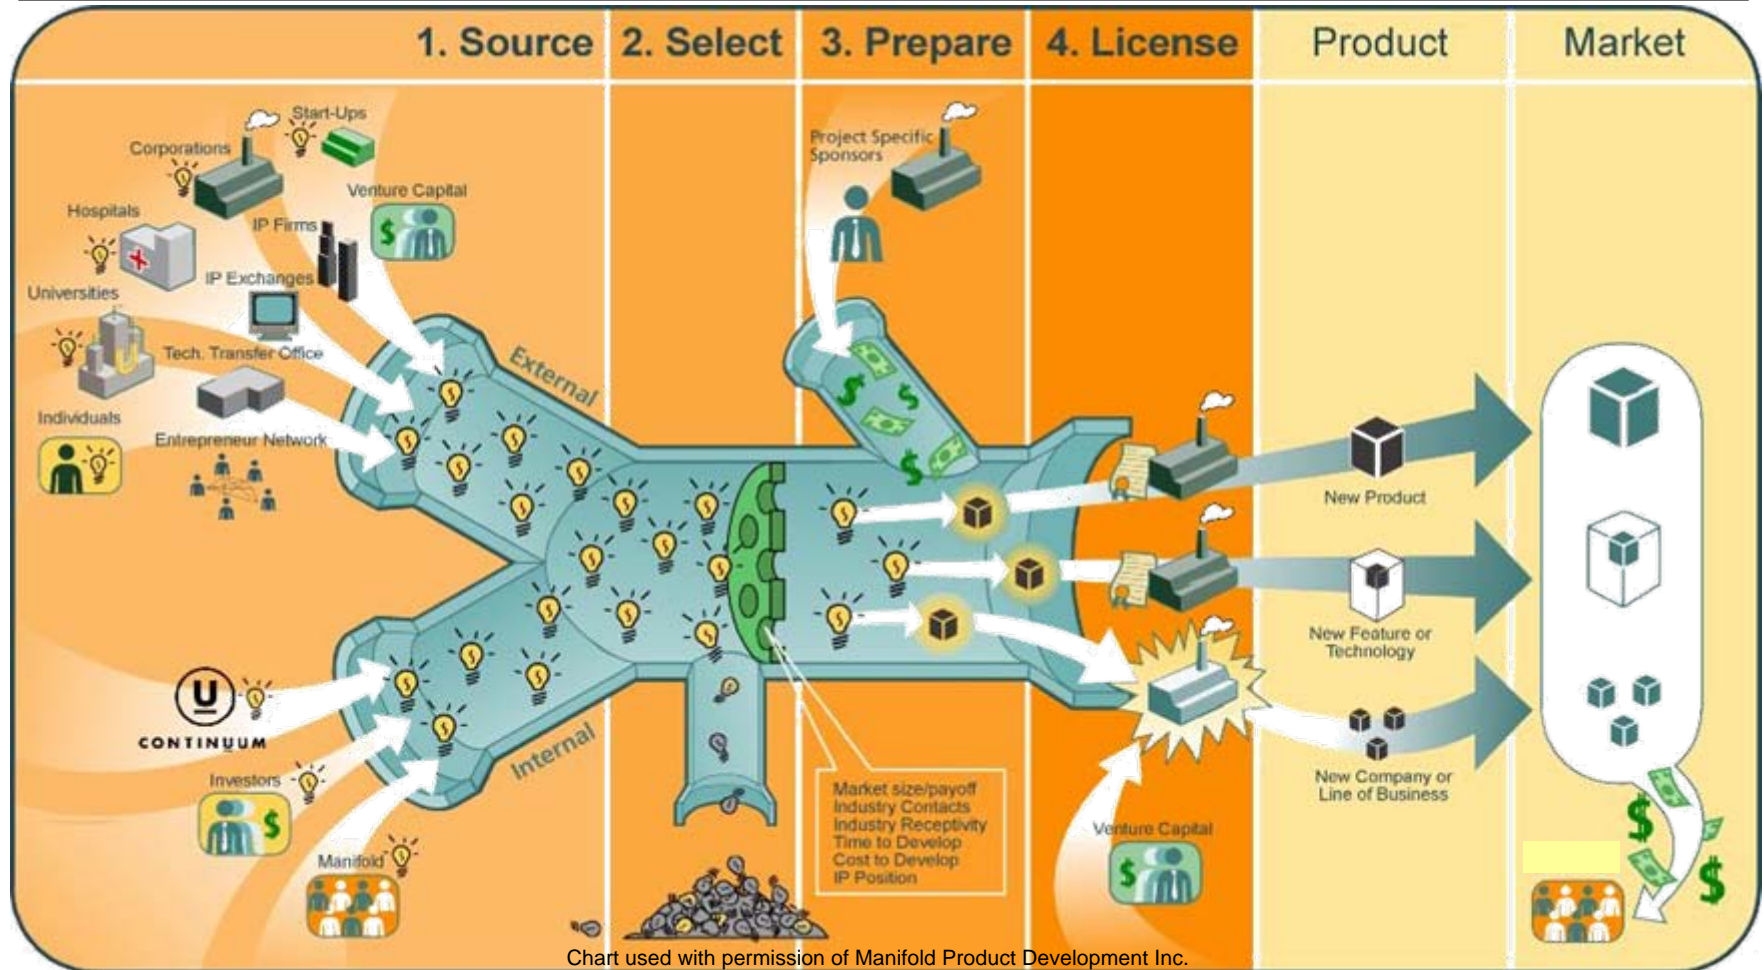 1. Source
2. Select
3. Prepare
4. License
Product
Market
Start-Ups
Corporations
Venture Capital
Hospitals
IP Firms
IP Exchanges
Universities
Tech. Transfer Office
Individuals
Entrepreneur Network
External
Internal
U
CONTINUUM
Investors
Manifold
Project Specific
Sponsors
Market size/payoff
Industry Contacts
Industry Receptivity
Time to Develop
Cost to Develop
IP Position
Venture Capital
New Product
New Feature or
Technology
New Company or
Line of Business
Chart used with permission of Manifold Product Development Inc.